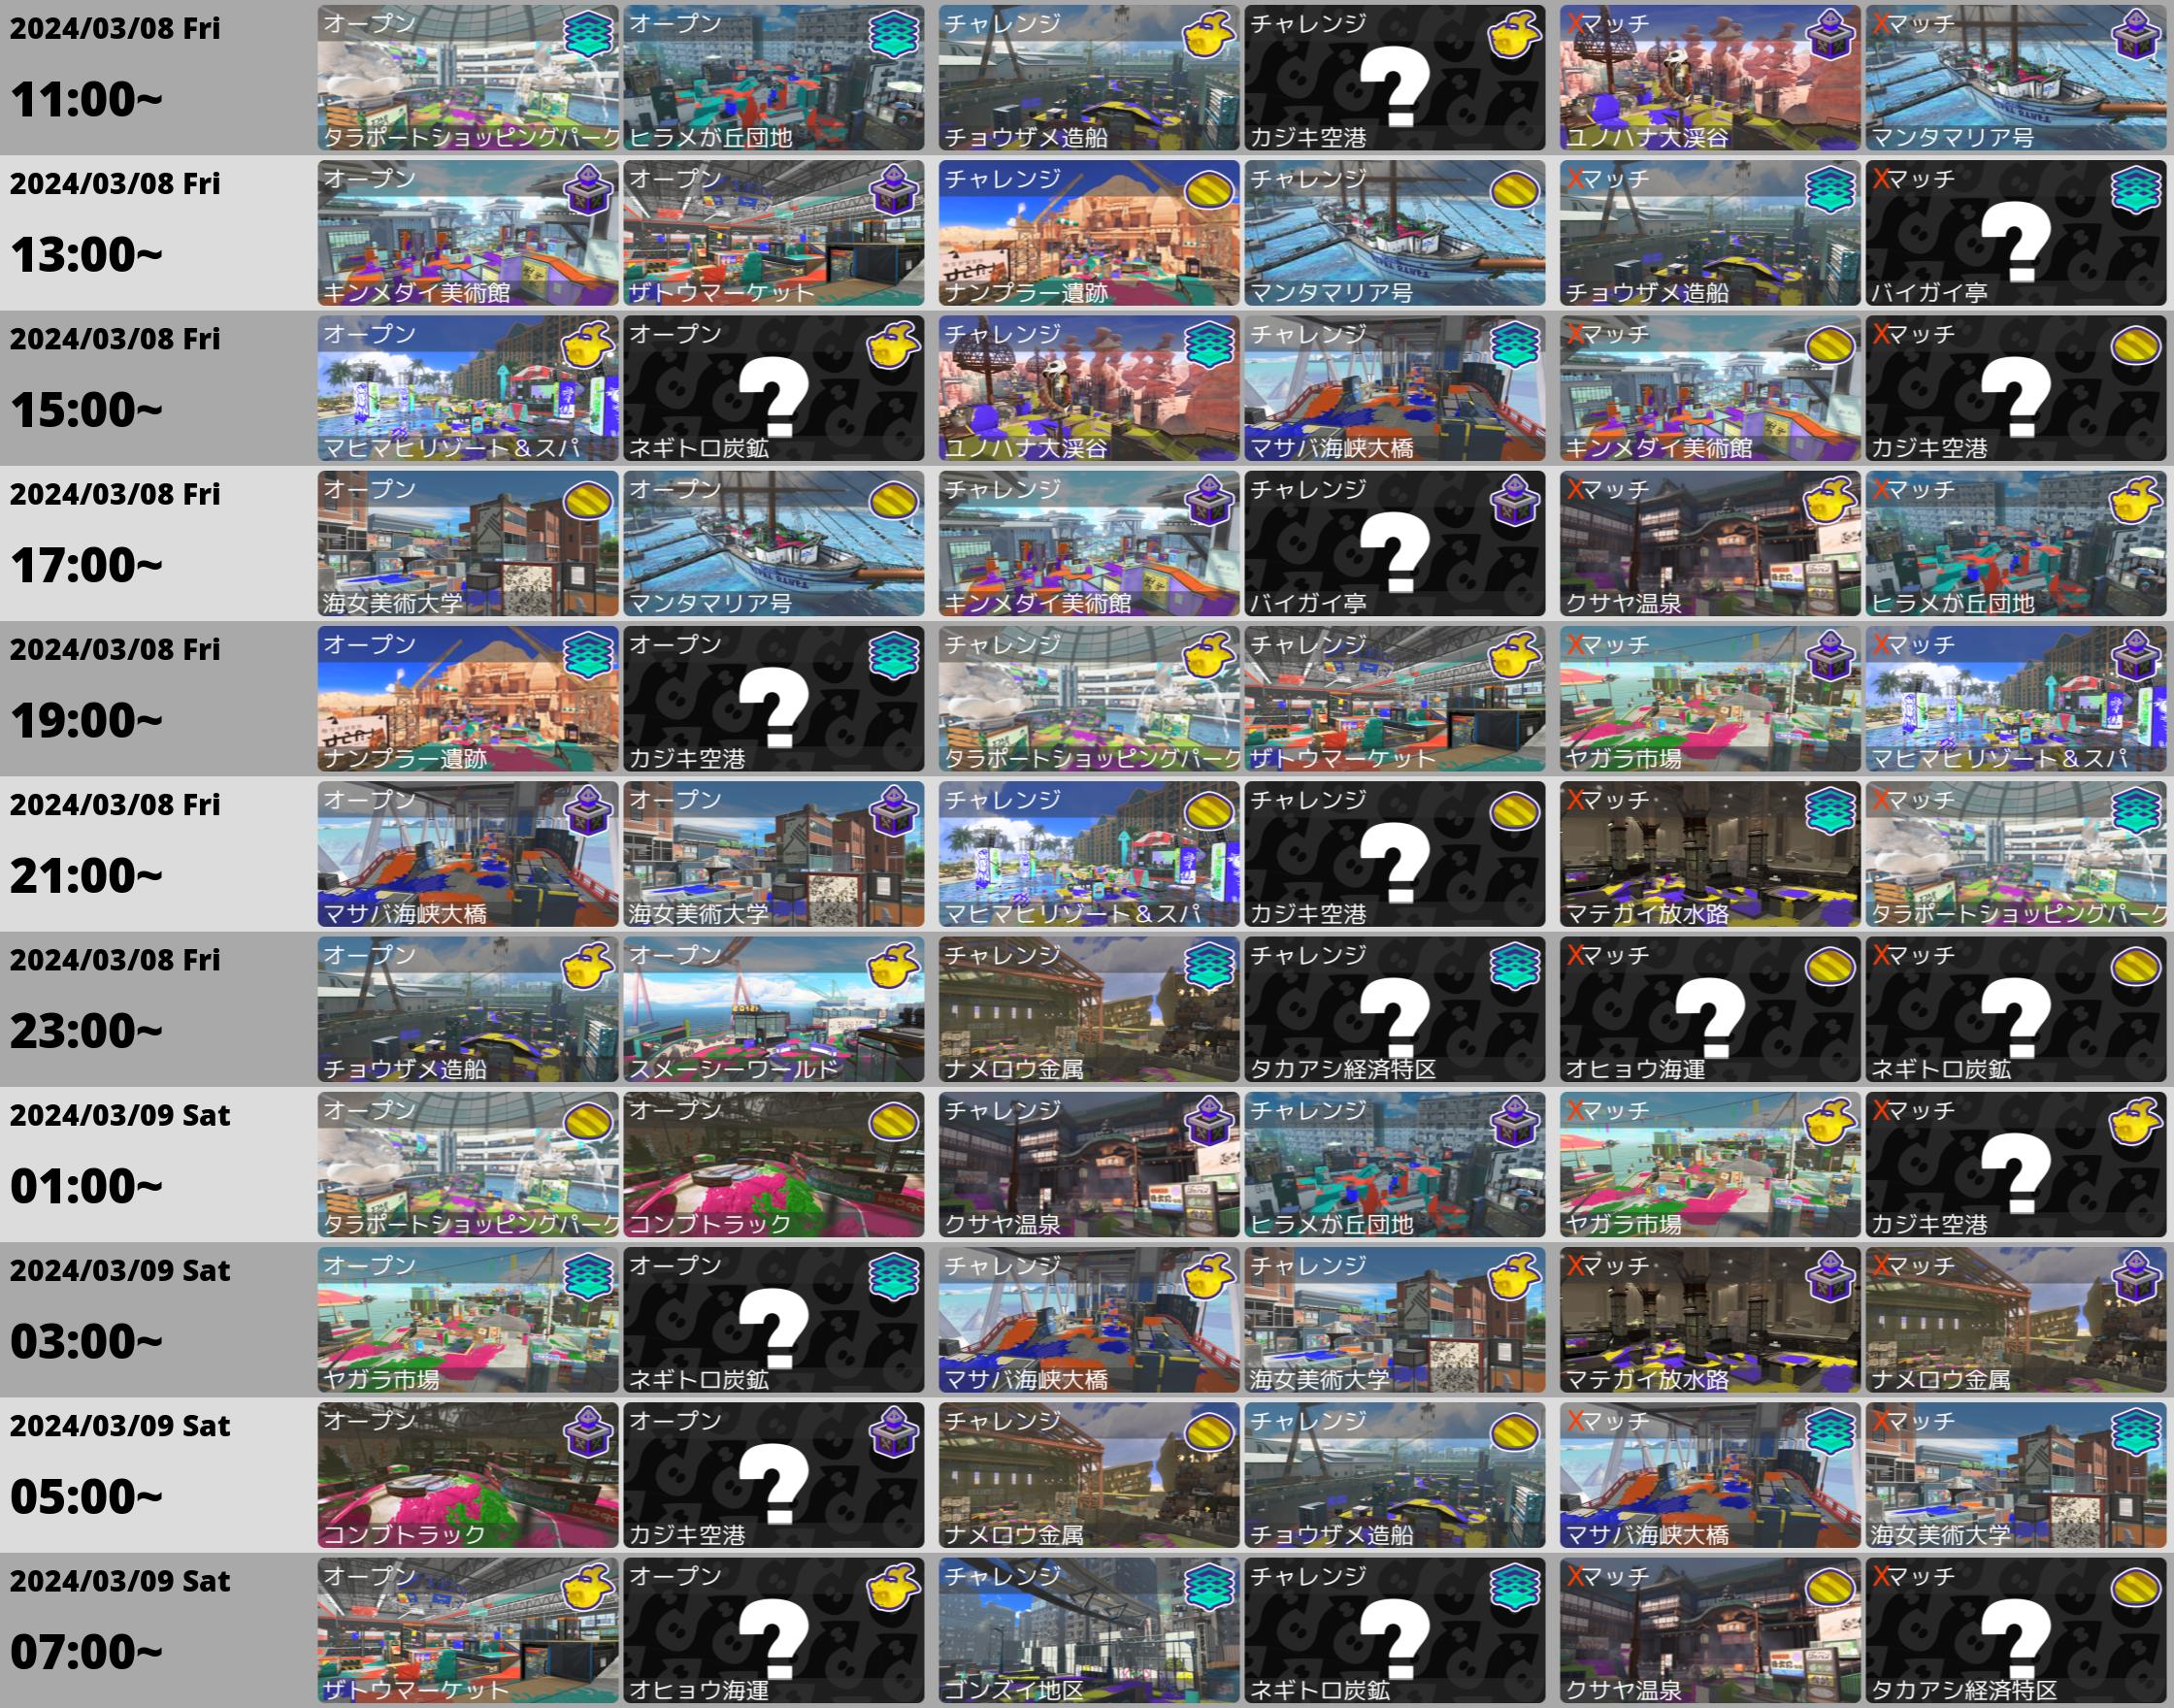 2024/03/08 Fri
11:00~
オープン
タラポートショッピングパーク
オープン
ヒラメが丘団地
チャレンジ
チョウザメ造船
チャレンジ
?
カジキ空港
Xマッチ
ユノハナ大渓谷
Xマッチ
マンタマリア号
2024/03/08 Fri
13:00~
オープン
キンメダイ美術館
オープン
ザトウマーケット
チャレンジ
ナンプラー遺跡
チャレンジ
マンタマリア号
Xマッチ
チョウザメ造船
Xマッチ
?
バイガイ亭
2024/03/08 Fri
15:00~
オープン
マヒマヒリゾート&スパ
オープン
?
ネギトロ炭鉱
チャレンジ
ユノハナ大渓谷
チャレンジ
マサバ海峡大橋
Xマッチ
キンメダイ美術館
Xマッチ
?
カジキ空港
2024/03/08 Fri
17:00~
オープン
海女美術大学
オープン
マンタマリア号
チャレンジ
キンメダイ美術館
チャレンジ
?
バイガイ亭
Xマッチ
クサヤ温泉
Xマッチ
ヒラメが丘団地
2024/03/08 Fri
19:00~
オープン
ナンプラー遺跡
オープン
?
カジキ空港
チャレンジ
タラポートショッピングパーク
チャレンジ
ザトウマーケット
Xマッチ
ヤガラ市場
Xマッチ
マヒマヒリゾート&スパ
2024/03/08 Fri
21:00~
オープン
マサバ海峡大橋
オープン
海女美術大学
チャレンジ
マヒマヒリゾート&スパ
チャレンジ
?
カジキ空港
Xマッチ
マテガイ放水路
Xマッチ
タラポートショッピングパーク
2024/03/08 Fri
23:00~
オープン
チョウザメ造船
オープン
スメーシーワールド
チャレンジ
ナメロウ金属
チャレンジ
?
タカアシ経済特区
Xマッチ
?
オヒョウ海運
Xマッチ
?
ネギトロ炭鉱
2024/03/09 Sat
01:00~
オープン
タラポートショッピングパーク
オープン
コンブトラック
チャレンジ
クサヤ温泉
チャレンジ
ヒラメが丘団地
Xマッチ
ヤガラ市場
Xマッチ
?
カジキ空港
2024/03/09 Sat
03:00~
オープン
ヤガラ市場
オープン
?
ネギトロ炭鉱
チャレンジ
マサバ海峡大橋
チャレンジ
海女美術大学
Xマッチ
マテガイ放水路
Xマッチ
ナメロウ金属
2024/03/09 Sat
05:00~
オープン
コンブトラック
オープン
?
カジキ空港
チャレンジ
ナメロウ金属
チャレンジ
チョウザメ造船
Xマッチ
マサバ海峡大橋
Xマッチ
海女美術大学
2024/03/09 Sat
07:00~
オープン
ザトウマーケット
オープン
?
オヒョウ海運
チャレンジ
ゴンズイ地区
チャレンジ
?
ネギトロ炭鉱
Xマッチ
クサヤ温泉
Xマッチ
?
タカアシ経済特区